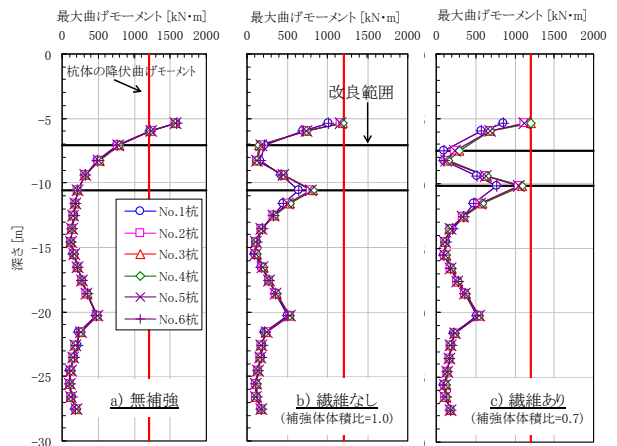 最大曲げモーメント [kN・m]
最大曲げモーメント [kN・m]
最大曲げモーメント [kN・m]
0 500 1000 1500 2000
0 500 1000 1500 2000
0 500 1000 1500 2000
0
-5
-10
-15
-20
-25
-30
深さ [m]
杭体の降伏曲げモーメント
改良範囲
No.1杭
No.2杭
No.3杭
No.4杭
No.5杭
No.6杭
a) 無補強
b) 繊維なし
(補強体体積比=1.0)
c) 繊維あり
(補強体体積比=0.7)